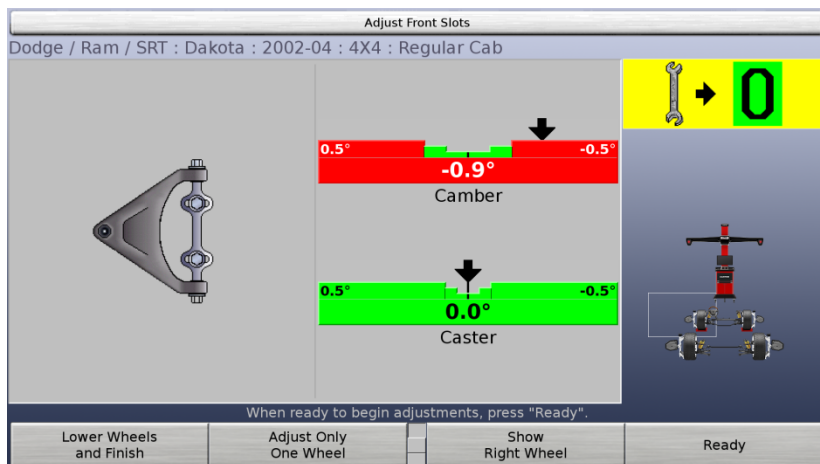 Adjust Front Slots
Dodge / Ram / SRT : Dakota : 2002-04 : 4X4 : Regular Cab
0
0.5°
-0.5°
-0.9°
Camber
0.5°
-0.5°
0.0°
Caster
When ready to begin adjustments, press "Ready".
Lower Wheels
and Finish
Adjust Only
One Wheel
Show
Right Wheel
Ready